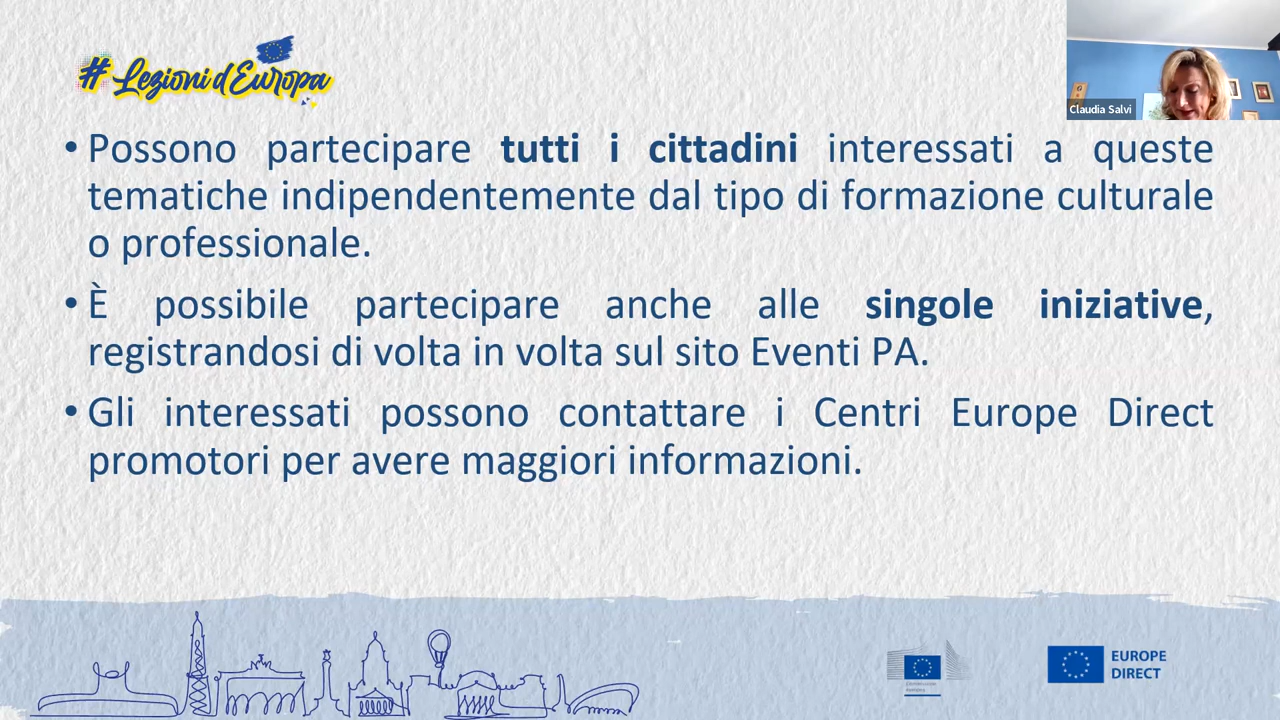 # Lezioni d'Europa
Claudia Salvi
• Possono partecipare tutti i cittadini interessati a queste
tematiche indipendentemente dal tipo di formazione culturale
o professionale.
• È possibile partecipare anche alle singole iniziative,
registrandosi di volta in volta sul sito Eventi PA.
• Gli interessati possono contattare i Centri Europe Direct
promotori per avere maggiori informazioni.
EUROPE
DIRECT